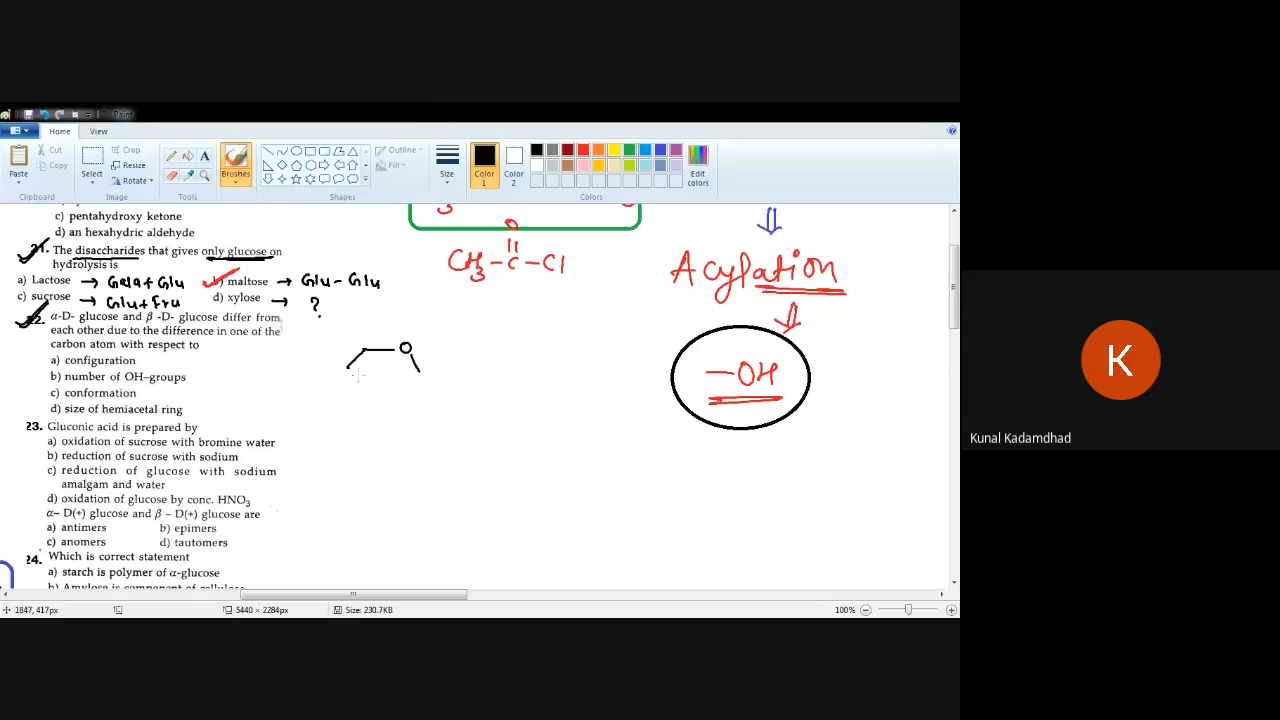 Paint
Home View
Cut
Copy
Paste
Select
Crop
Resize
Rotate
Brushes
Outline
Fill
Size
Color 1
Color 2
Edit colors
Clipboard Image Tools Shapes Colors
c) pentahydroxy ketone
d) an hexahydric aldehyde
21. The disaccharides that gives only glucose on
hydrolysis is
a) Lactose → Gala + Glu b) maltose → Glu - Glu
c) sucrose → Glu + Fru d) xylose → ?
22. α-D- glucose and β -D- glucose differ from
each other due to the difference in one of the
carbon atom with respect to
a) configuration
b) number of OH-groups
c) conformation
d) size of hemiacetal ring
23. Gluconic acid is prepared by
a) oxidation of sucrose with bromine water
b) reduction of sucrose with sodium
c) reduction of glucose with sodium
amalgam and water
d) oxidation of glucose by conc. HNO3
α– D(+) glucose and β – D(+) glucose are
a) antimers b) epimers
c) anomers d) tautomers
24. Which is correct statement
a) starch is polymer of α-glucose
b) Amylose is component of cellulose
O
CH3 – C – Cl
O
Acylation
–OH
1847, 417px 5440 × 2284px Size: 230.7KB 100%
K
Kunal Kadamdhad